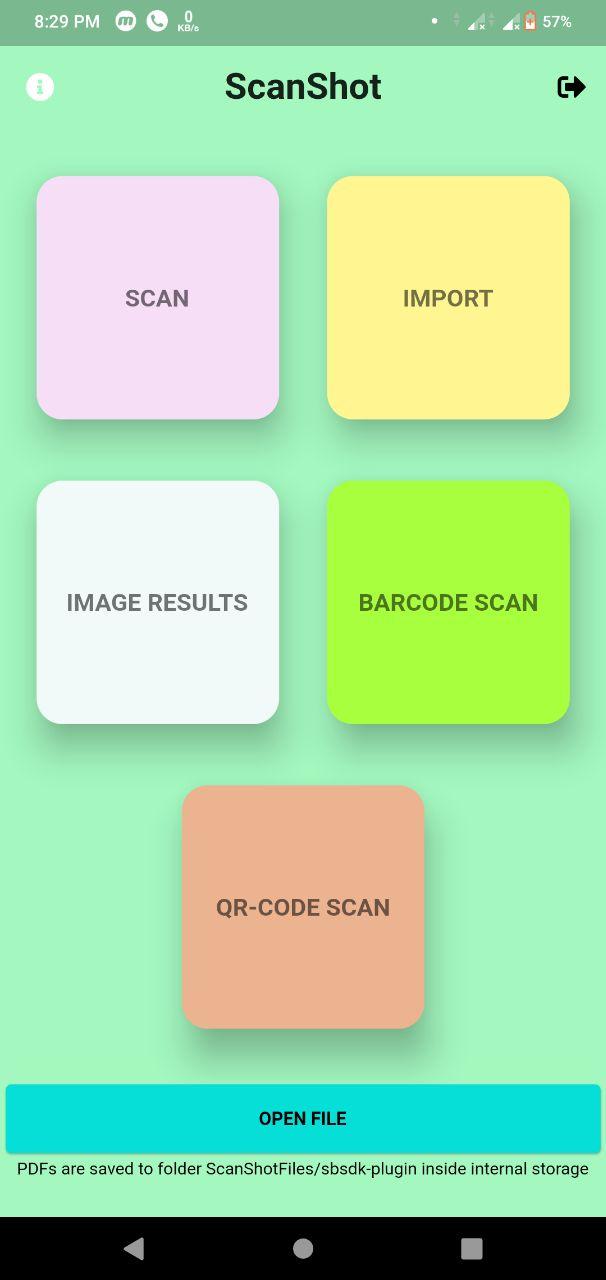 8:29 PM 0 KB/s 57%
ScanShot
SCAN
IMPORT
IMAGE RESULTS
BARCODE SCAN
QR-CODE SCAN
OPEN FILE
PDFs are saved to folder ScanShotFiles/sbsdk-plugin inside internal storage